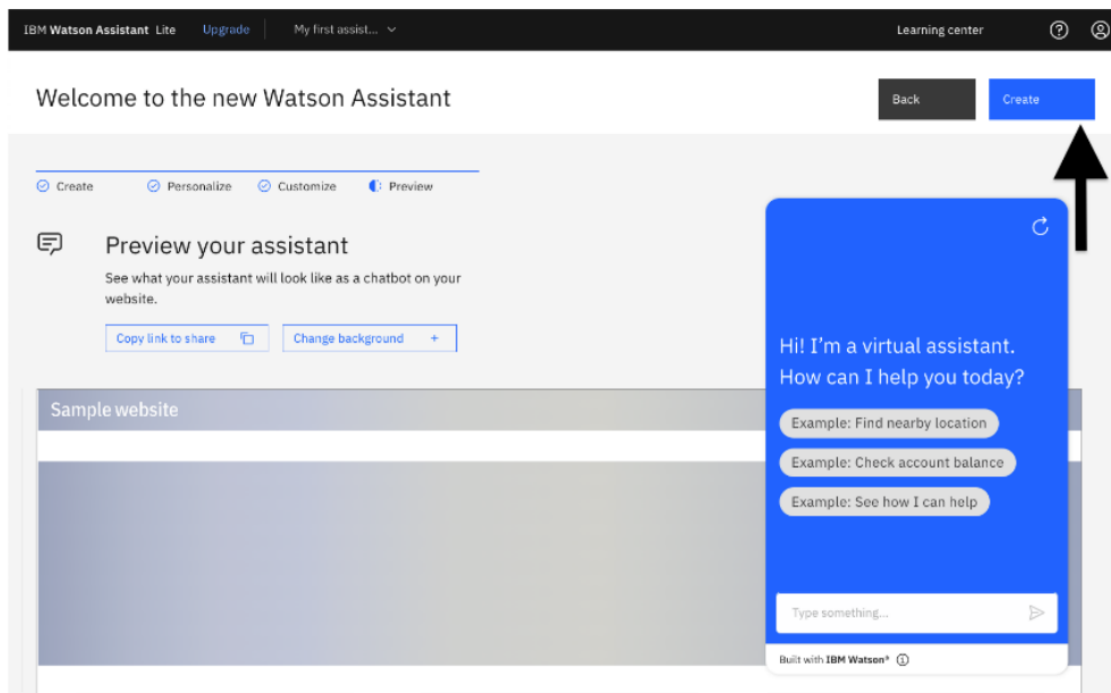 IBM Watson Assistant Lite Upgrade My first assist... Learning center
Welcome to the new Watson Assistant
Back
Create
Create Personalize Customize Preview
Preview your assistant
See what your assistant will look like as a chatbot on your
website.
Copy link to share
Change background +
Sample website
Hi! I'm a virtual assistant.
How can I help you today?
Example: Find nearby location
Example: Check account balance
Example: See how I can help
Type something...
Built with IBM Watson®